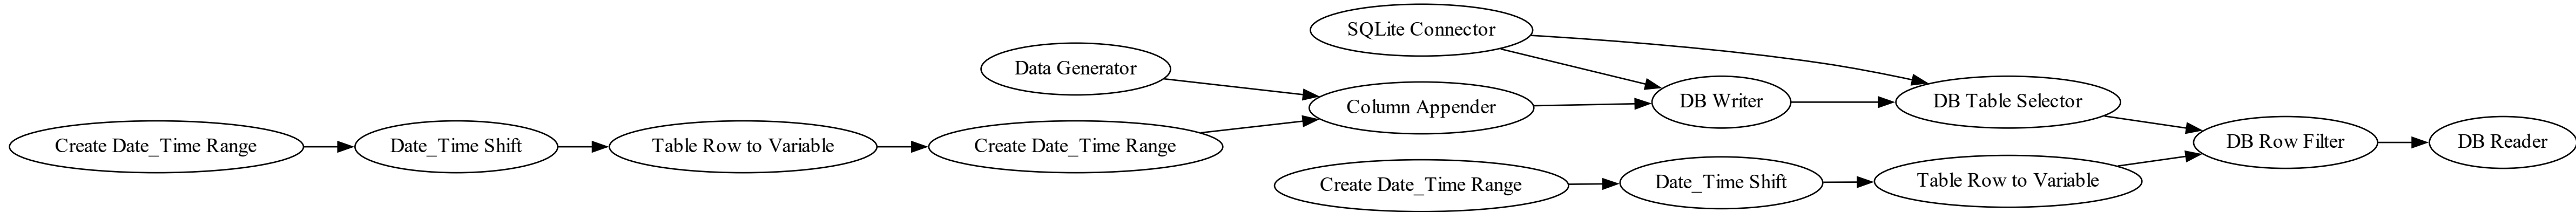 SQLite Connector
Data Generator
Column Appender
DB Writer
DB Table Selector
Create Date_Time Range
Date_Time Shift
Table Row to Variable
Create Date_Time Range
DB Row Filter
DB Reader
Create Date_Time Range
Date_Time Shift
Table Row to Variable